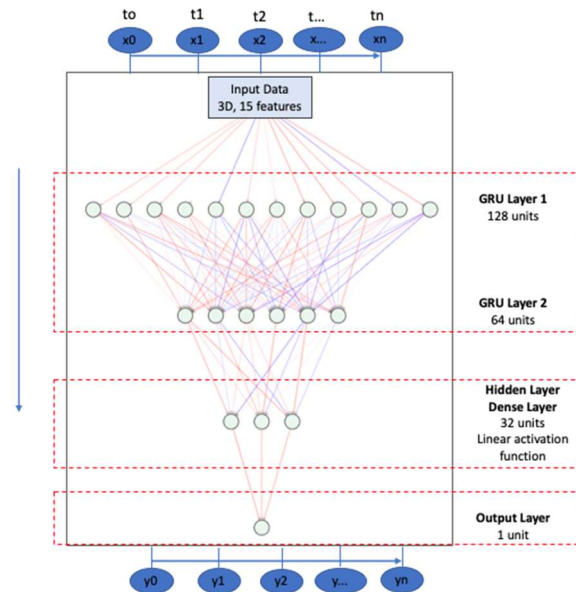 to t1 t2 t... tn
x0 x1 x2 x... xn
Input Data
3D, 15 features
GRU Layer 1
128 units
GRU Layer 2
64 units
Hidden Layer
Dense Layer
32 units
Linear activation
function
Output Layer
1 unit
y0 y1 y2 y... yn